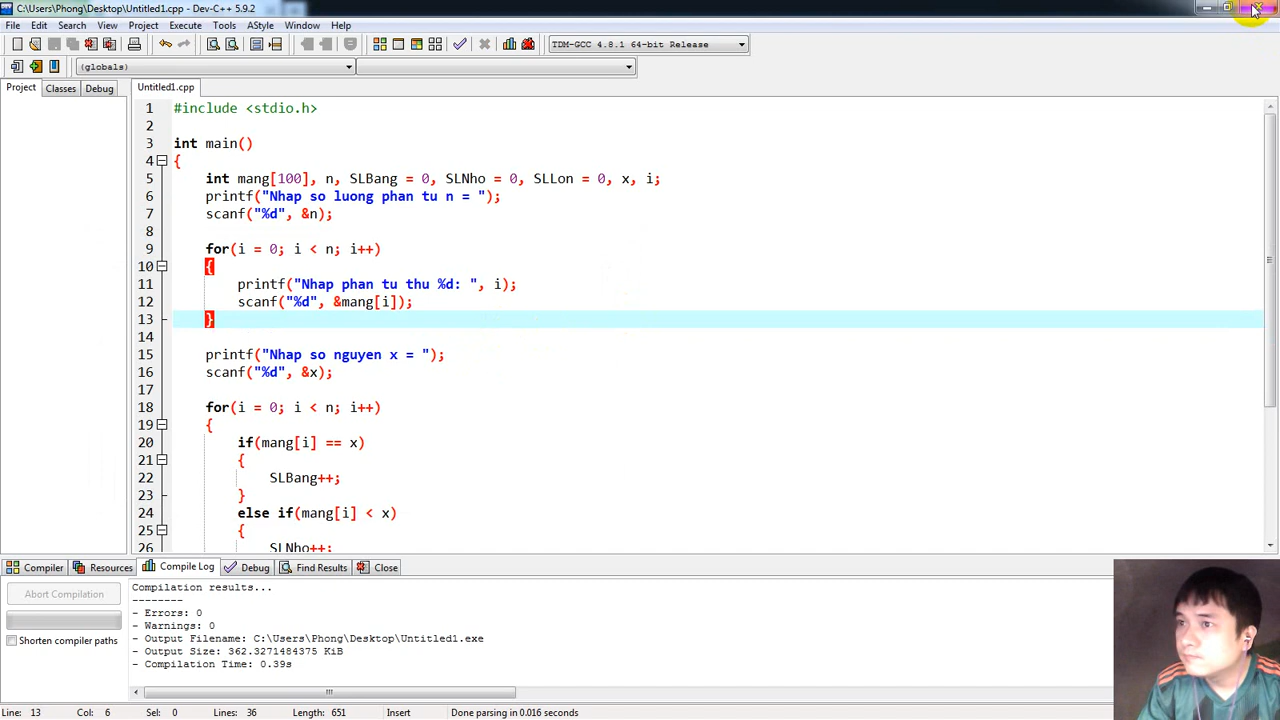 C:\Users\Phong\Desktop\Untitled1.cpp - Dev-C++ 5.9.2
File Edit Search View Project Execute Tools AStyle Window Help
TDM-GCC 4.8.1 64-bit Release
(globals)
Project Classes Debug Untitled1.cpp
1 #include <stdio.h>
2
3 int main()
4 {
5 int mang[100], n, SLBang = 0, SLNho = 0, SLLon = 0, x, i;
6 printf("Nhap so luong phan tu n = ");
7 scanf("%d", &n);
8
9 for(i = 0; i < n; i++)
10 {
11 printf("Nhap phan tu thu %d: ", i);
12 scanf("%d", &mang[i]);
13 }
14
15 printf("Nhap so nguyen x = ");
16 scanf("%d", &x);
17
18 for(i = 0; i < n; i++)
19 {
20 if(mang[i] == x)
21 {
22 SLBang++;
23 }
24 else if(mang[i] < x)
25 {
26 SLNho++;
Compiler Resources Compile Log Debug Find Results Close
Abort Compilation
Shorten compiler paths
Compilation results...
--------
- Errors: 0
- Warnings: 0
- Output Filename: C:\Users\Phong\Desktop\Untitled1.exe
- Output Size: 362.3271484375 KiB
- Compilation Time: 0.39s
Line: 13 Col: 6 Sel: 0 Lines: 36 Length: 651 Insert Done parsing in 0.016 seconds